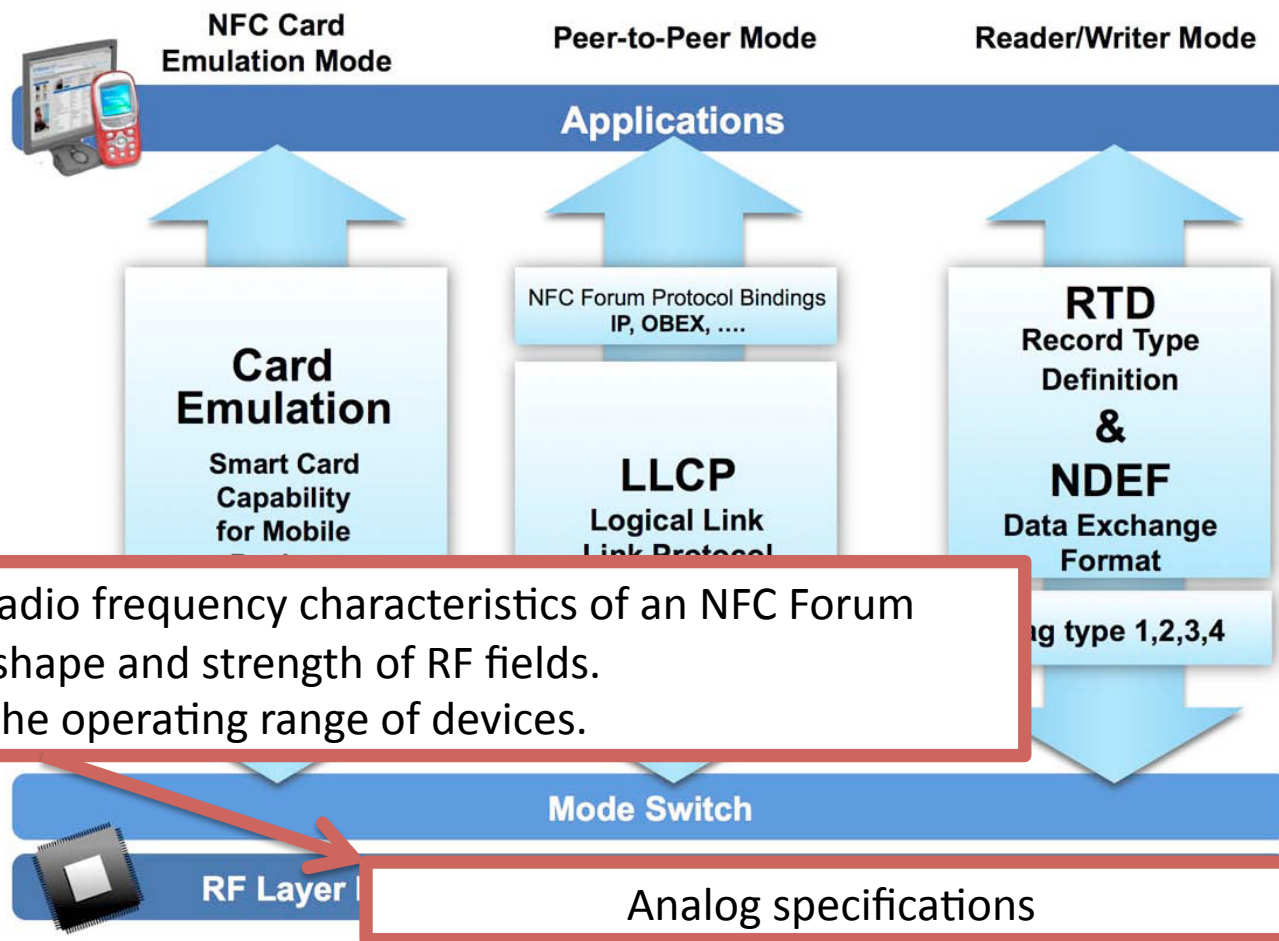 NFC Card
Emulation Mode
Peer-to-Peer Mode
Reader/Writer Mode
Applications
Card
Emulation
Smart Card
Capability
for Mobile
NFC Forum Protocol Bindings
IP, OBEX, ....
LLCP
Logical Link
Link Protocol
RTD
Record Type
Definition
&
NDEF
Data Exchange
Format
ag type 1,2,3,4
adio frequency characteristics of an NFC Forum
shape and strength of RF fields.
he operating range of devices.
Mode Switch
RF Layer
Analog specifications